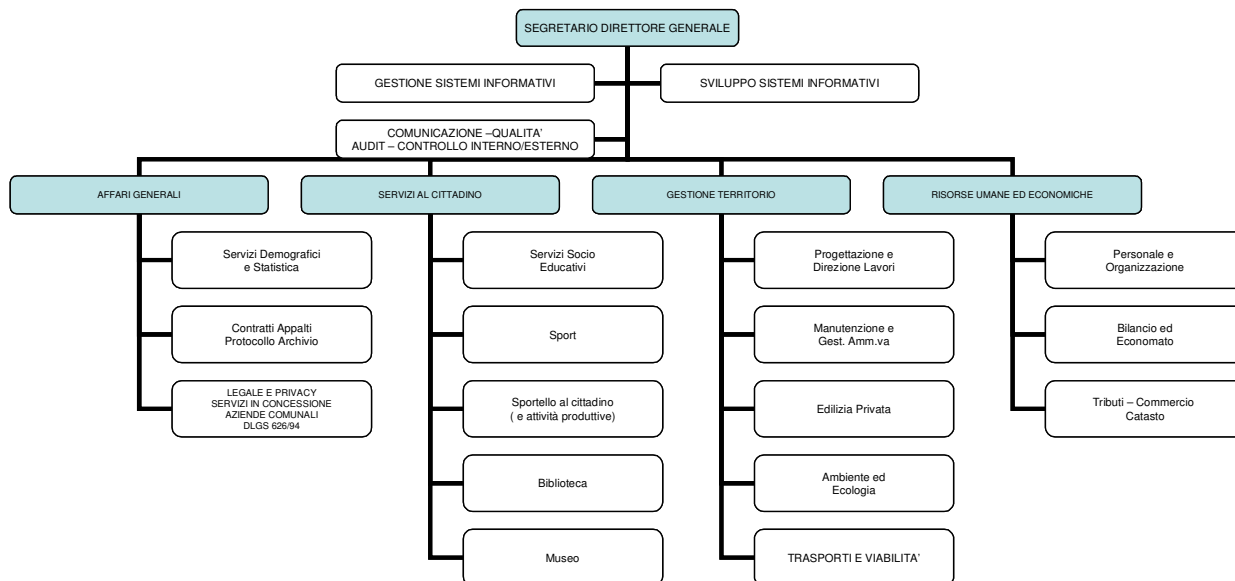 SEGRETARIO DIRETTORE GENERALE
GESTIONE SISTEMI INFORMATIVI
SVILUPPO SISTEMI INFORMATIVI
COMUNICAZIONE –QUALITA'
AUDIT – CONTROLLO INTERNO/ESTERNO
AFFARI GENERALI
SERVIZI AL CITTADINO
GESTIONE TERRITORIO
RISORSE UMANE ED ECONOMICHE
Servizi Demografici
e Statistica
Contratti Appalti
Protocollo Archivio
LEGALE E PRIVACY
SERVIZI IN CONCESSIONE
AZIENDE COMUNALI
DLGS 626/94
Servizi Socio
Educativi
Sport
Sportello al cittadino
( e attività produttive)
Biblioteca
Museo
Progettazione e
Direzione Lavori
Manutenzione e
Gest. Amm.va
Edilizia Privata
Ambiente ed
Ecologia
TRASPORTI E VIABILITA'
Personale e
Organizzazione
Bilancio ed
Economato
Tributi – Commercio
Catasto